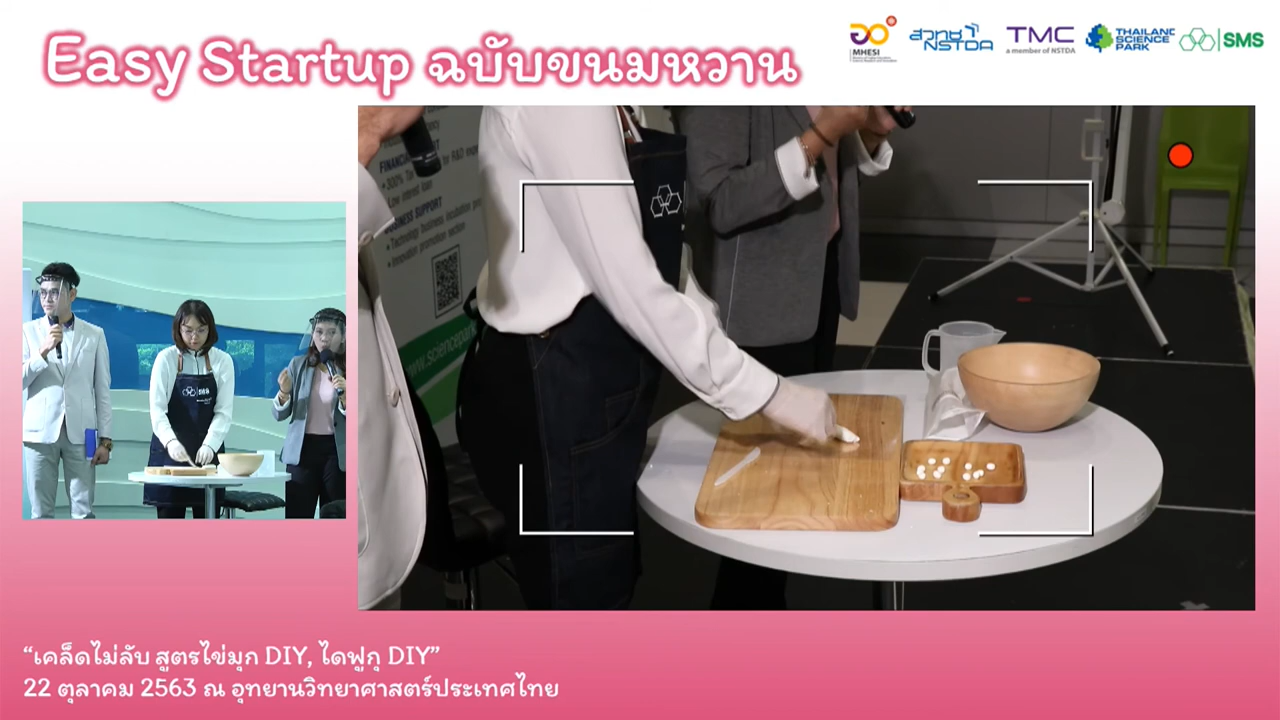 Easy Startup ฉบับขนมหวาน
MHESI
สวทช
NSTDA
TMC
a member of NSTDA
THAILAND
SCIENCE
PARK
SMS
BUSINESS SUPPORT
SMS
“เคล็ดไม่ลับ สูตรไข่มุก DIY, ไดฟูกุ DIY”
22 ตุลาคม 2563 ณ อุทยานวิทยาศาสตร์ประเทศไทย